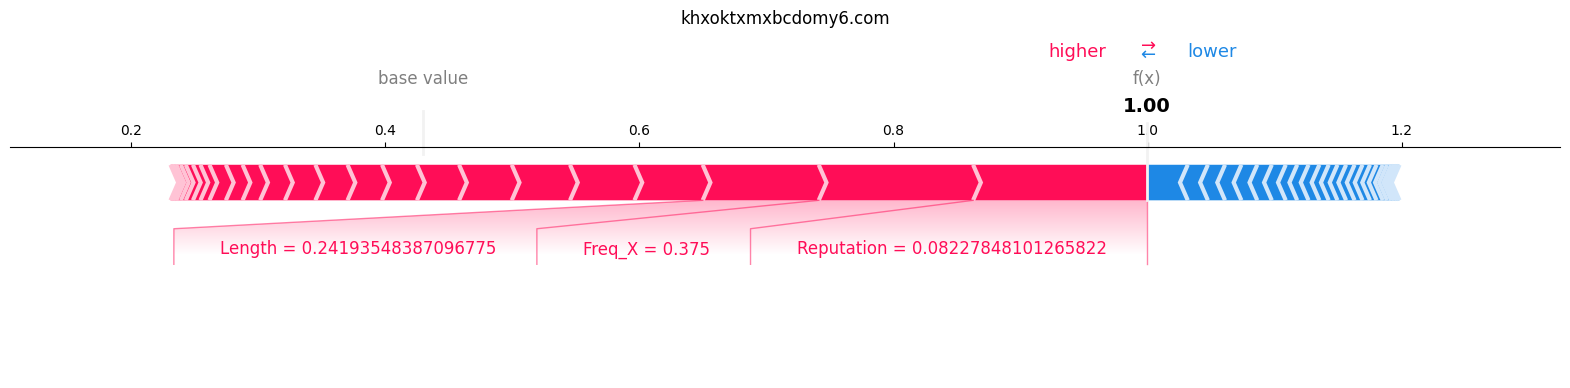 khxoktxmxbcdomy6.com
higher → lower
←
base value f(x)
1.00
0.2 0.4 0.6 0.8 1.0 1.2
Length = 0.24193548387096775 Freq_X = 0.375 Reputation = 0.08227848101265822